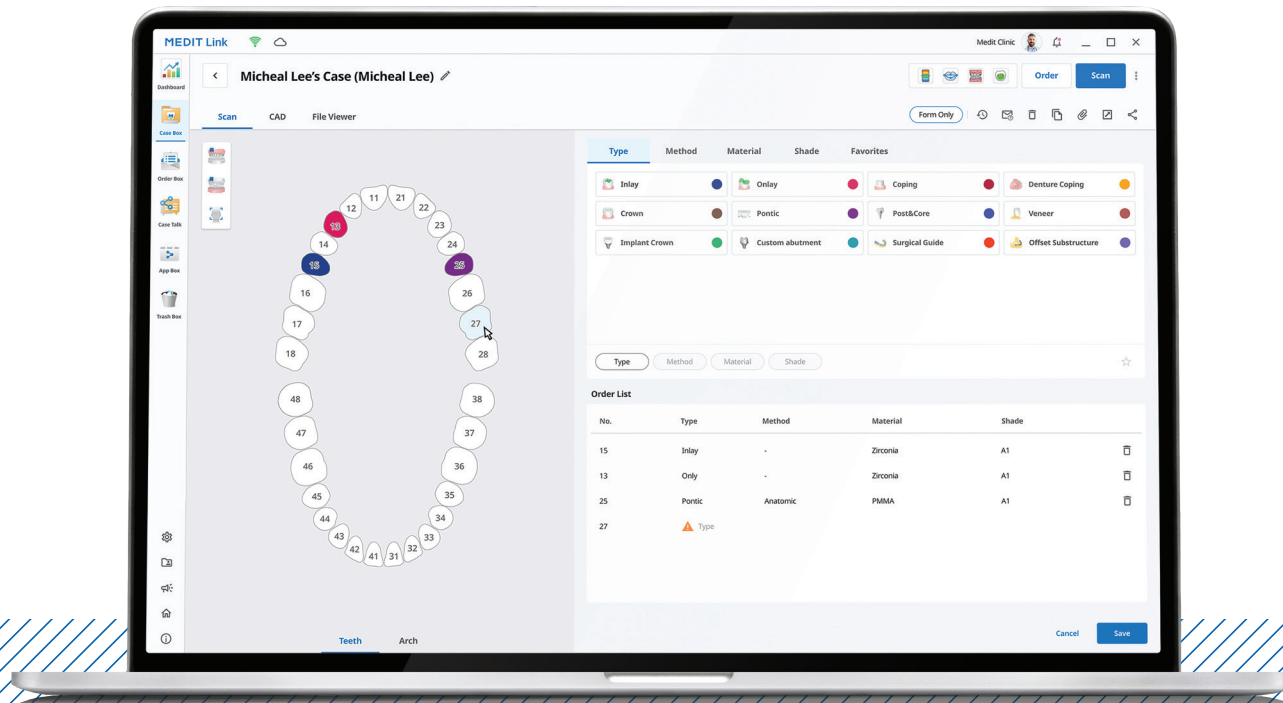 MEDIT Link
Medit Clinic
Dashboard
Case Box
Order Box
Case Talk
App Box
Trash Box
Micheal Lee's Case (Micheal Lee)
Order
Scan
Scan CAD File Viewer
Form Only
11 21
12 22
13 23
14 24
15 25
16 26
17 27
18 28
48 38
47 37
46 36
45 35
44 34
43 33
42 41 31 32
Teeth Arch
Type Method Material Shade Favorites
Inlay Onlay Coping Denture Coping
Crown Pontic Post&Core Veneer
Implant Crown Custom abutment Surgical Guide Offset Substructure
Type Method Material Shade
Order List
No. Type Method Material Shade
15 Inlay - Zirconia A1
13 Only - Zirconia A1
25 Pontic Anatomic PMMA A1
27 Type
Cancel Save